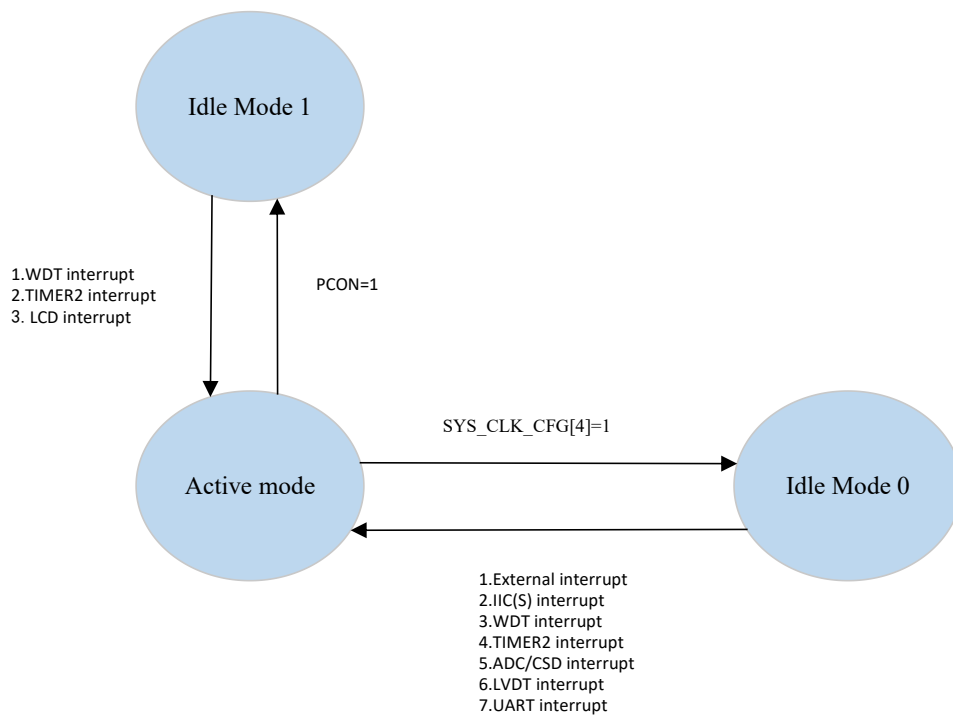 Idle Mode 1
1.WDT interrupt
2.TIMER2 interrupt
3. LCD interrupt
PCON=1
SYS_CLK_CFG[4]=1
Active mode
Idle Mode 0
1.External interrupt
2.IIC(S) interrupt
3.WDT interrupt
4.TIMER2 interrupt
5.ADC/CSD interrupt
6.LVDT interrupt
7.UART interrupt